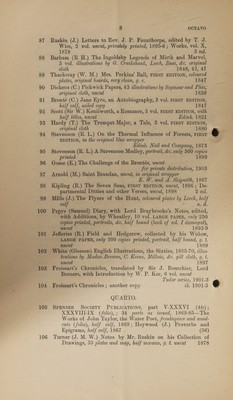 8 OCTAVO
87 Ruskin (J.) Letters to Rev. J. P. Faunthorpe, edited by T. J.
Wise, 2 vol. uncut, privately printed, 1895-6; Works, vol. X,
1878 3 vol.
88 Barham (R. H.) The Ingoldsby Legends of Mirth and Marvel,
3 vol. illustrations by G. Cruikshank, Leech, &c. orginal
cloth 1848, 43, 47
89 Thackeray (W. M.) Mrs. Perkins' Ball, FIRST EDITION, coloured
plates, original boards, very clean, g. e. 1847
90 Dickens (C.) Pickwick Papers, 43 illustrations by Seymour and Phiz,
original cloth, uncut 1838
91 Brontë (C.) Jane Eyre, an Autobiography, 3 vol. FIRST EDITION,
half calf, soiled copy 1847
92 Scott (Sir W.) Kenilworth, a Romance, 3 vol. FIRST EDITION, with
half titles, uncut Edinb. 1821
93 Hardy (T.) The Trumpet-Major, a Tale, 3 vol. FIRST EDITION,
original cloth 1880
94 Stevenson (R. L.) On the Thermal Influence of Forests, FIRST
EDITION, in the original blue wrapper
Edinb. Neill and Company, 1873
95 Stevenson (R. L.) A Stevenson Medley, portrait, &c. only 300 copies
printed 1899
96 Gosse (E.) The Challenge of the Brontës, uncut
for private distribution, 1903
97 Arnold (M.) Saint Brandan, uncut, in original wrapper
E. W. and A. Skipwith, 1867
98 Kipling (R.) The Seven Seas, FIRST EDITION, uncut, 1896; De-
partmental Ditties and other Verses, uncut, 1898 2 vol.
99 Mills (J.) The Flyers of the Hunt, coloured plates by Leech, half
calf n. d.
100 Pepys (Samuel) Diary, with Lord Braybrooke's Notes, edited,
with Additions, by Wheatley, 10 vol. LARGE PAPER, only 250
copies printed, portraits, &c. half bound (back of vol. I stained),
uncut 1893-9
101 Jefferies (R.) Field and Hedgerow, collected by his Widow,
LARGE PAPER, only 200 copies printed, portrait, half bound, g. t.
uncut 1889
102 White (Gleeson) English Illustration, the Sixties, 1855-70, illus-
trations by Madox-Brown, C. Keene, Millais, &c. gilt cloth, g. t.
uncut 1897
103 Froissart's Chronicles, translated by Sir J. Bourchier, Lord
Berners, with Introduction by W. P. Ker, 6 vol. uncut
Tudor series, 1901-3
104 Froissart's Chronicles; another copy ib. 1901-3
QUARTO.
105 SPENSER SOCIETY PUBLICATIONS, part V-XXXVI (4to);
XXXVIII-IX (folio), 34 parts as issued, 1869-85—The
Works of John Taylor, the Water Poet, frontispiece and wood-
cuts (folio), half calf, 1869; Heywood (J.) Proverbs and
Epigrams, half calf, 1867 (36)
106 Turner (J. M. W.) Notes by Mr. Ruskin on his Collection of
Drawings, 35 plates and map, half morocco, g. t. uncut 1878